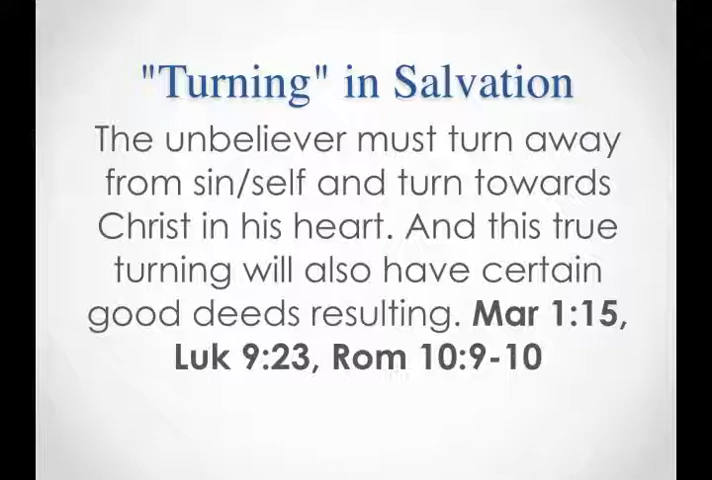 "Turning" in Salvation
The unbeliever must turn away
from sin/self and turn towards
Christ in his heart. And this true
turning will also have certain
good deeds resulting. Mar 1:15,
Luk 9:23, Rom 10:9-10